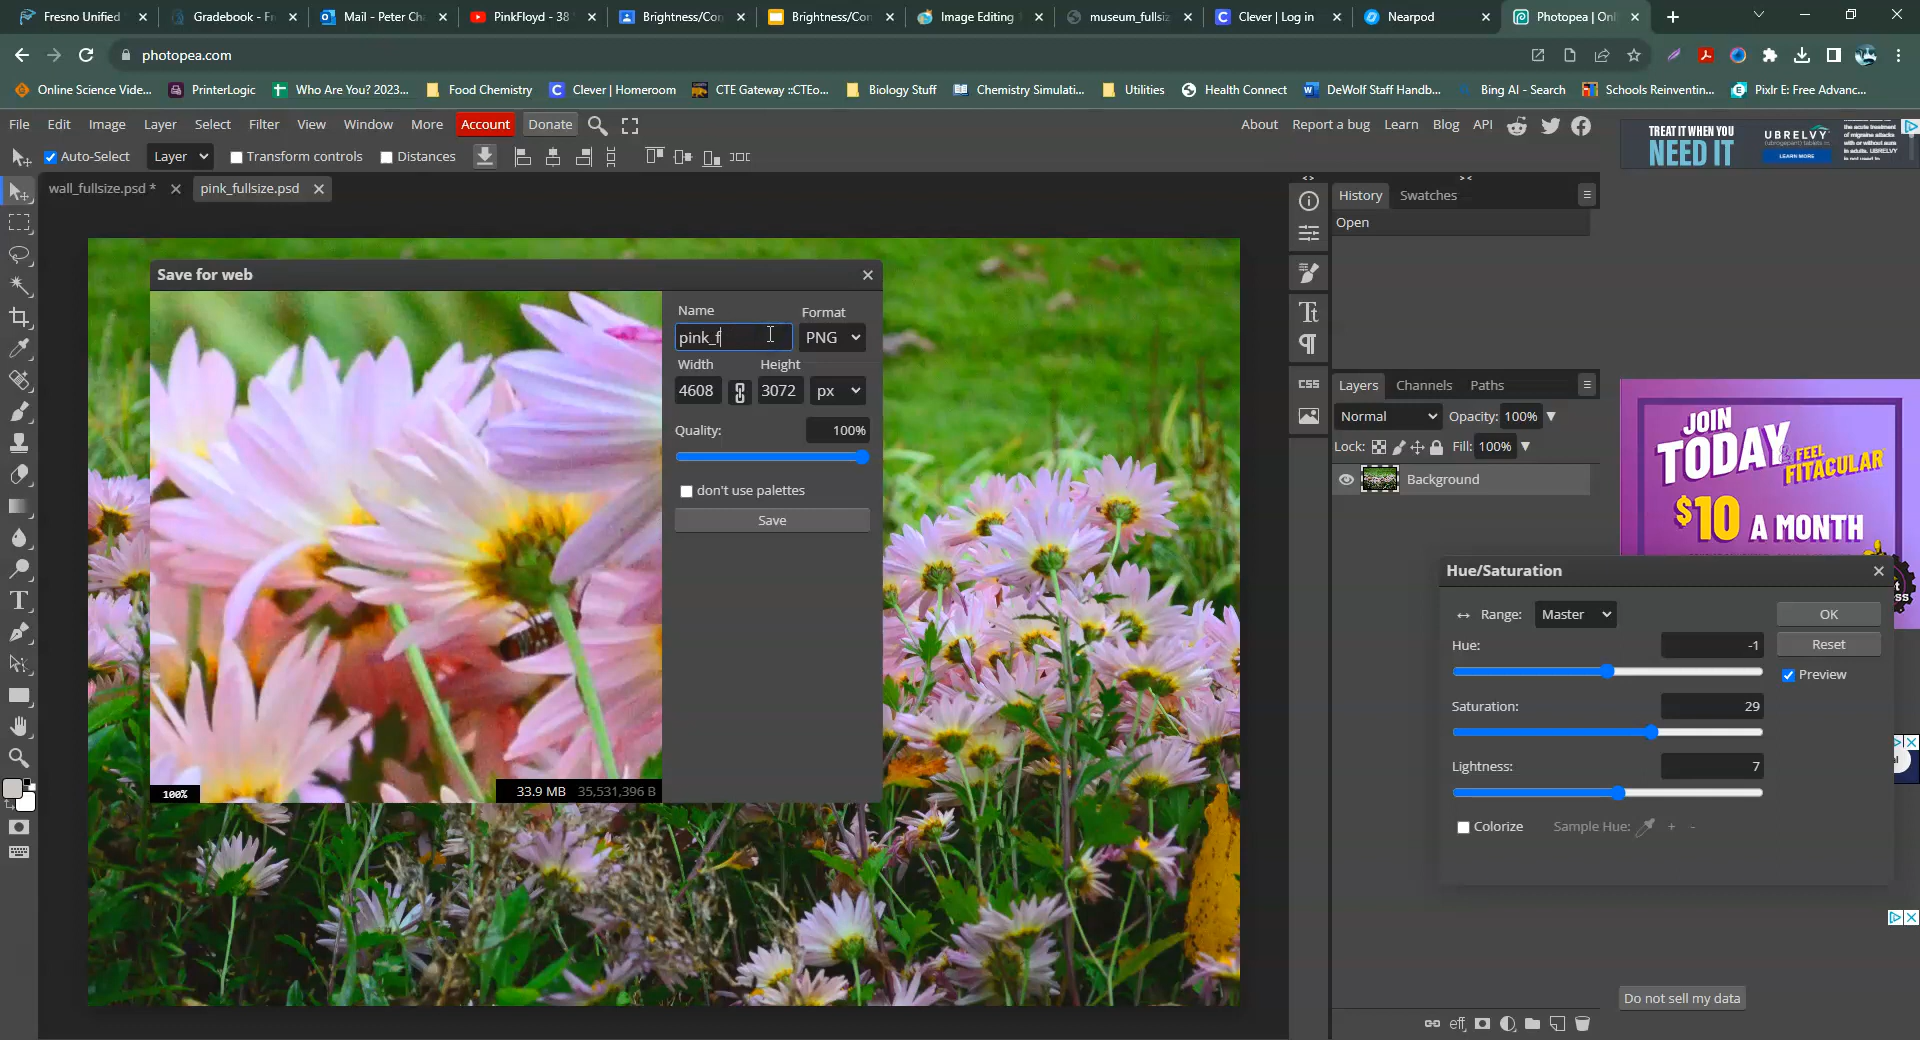 Fresno Unified
Gradebook - Fr
Mail - Peter Ch
PinkFloyd - 38
Brightness/Con
Brightness/Con
Image Editing
museum_fullsiz
Clever | Log in
Nearpod
Photopea | Onl
photopea.com
Online Science Vide...
PrinterLogic
Who Are You? 2023...
Food Chemistry
Clever | Homeroom
CTE Gateway ::CTEo...
Biology Stuff
Chemistry Simulati...
Utilities
Health Connect
DeWolf Staff Handb...
Bing AI - Search
Schools Reinventin...
Pixlr E: Free Advanc...
File Edit Image Layer Select Filter View Window More Account Donate
About Report a bug Learn Blog API
Auto-Select Layer Transform controls Distances
TREAT IT WHEN YOU
NEED IT
UBRELVY
LEARN MORE
wall_fullsize.psd *
pink_fullsize.psd
History Swatches
Open
Save for web
Name Format
pink_f PNG
Width Height
4608 3072 px
Quality: 100%
don't use palettes
Save
100%
33.9 MB 35,531,396 B
CSS
Layers Channels Paths
Normal Opacity: 100%
Lock: Fill: 100%
Background
JOIN
TODAY
& FEEL
FITACULAR
$10 A MONTH
Hue/Saturation
Range: Master OK
Hue: -1 Reset
Preview
Saturation: 29
Lightness: 7
Colorize Sample Hue: + -
Do not sell my data
eff